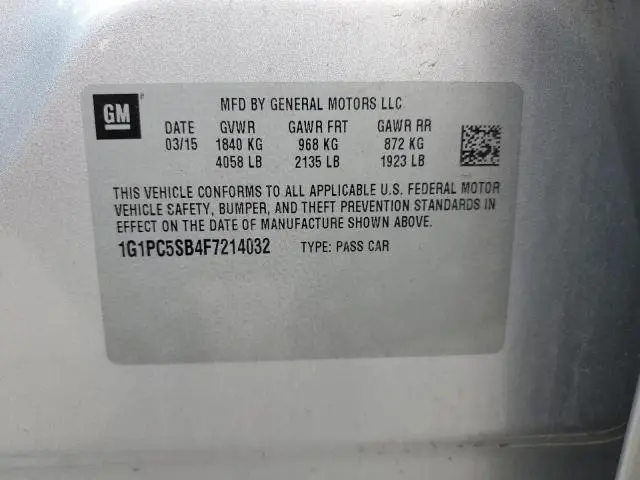 GM
MFD BY GENERAL MOTORS LLC
DATE GVWR GAWR FRT GAWR RR
03/15 1840 KG 968 KG 872 KG
4058 LB 2135 LB 1923 LB
THIS VEHICLE CONFORMS TO ALL APPLICABLE U.S. FEDERAL MOTOR
VEHICLE SAFETY, BUMPER, AND THEFT PREVENTION STANDARDS IN
EFFECT ON THE DATE OF MANUFACTURE SHOWN ABOVE.
1G1PC5SB4F7214032 TYPE: PASS CAR